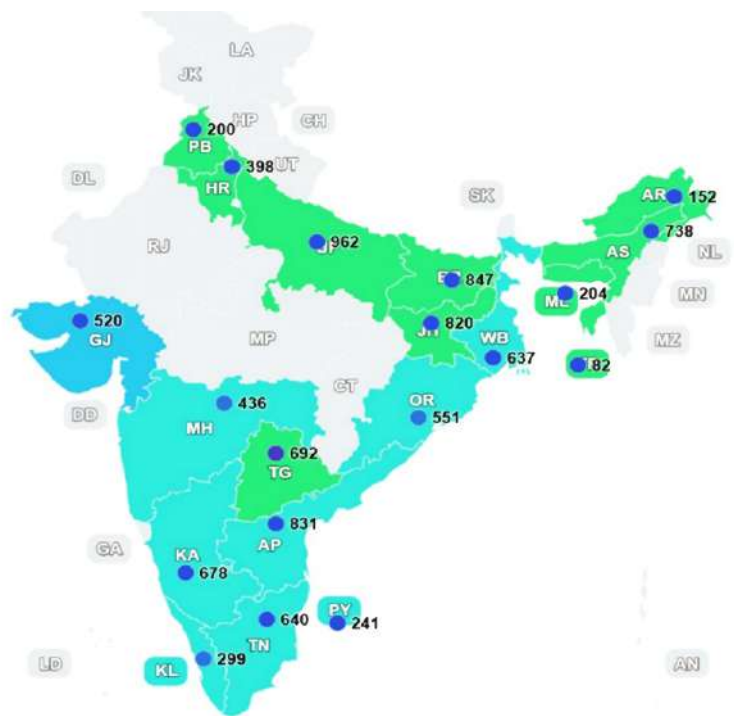 LA
JK
HP
CH
200
PB
398
UT
DL
HR
SK
AR
152
962
738
RJ
AS
NL
847
ML
204
MN
520
JH
820
GJ
MP
WB
637
MZ
82
CT
DD
436
OR
551
MH
692
TG
831
GA
KA
AP
678
PY
640
241
TN
299
LD
KL
AN